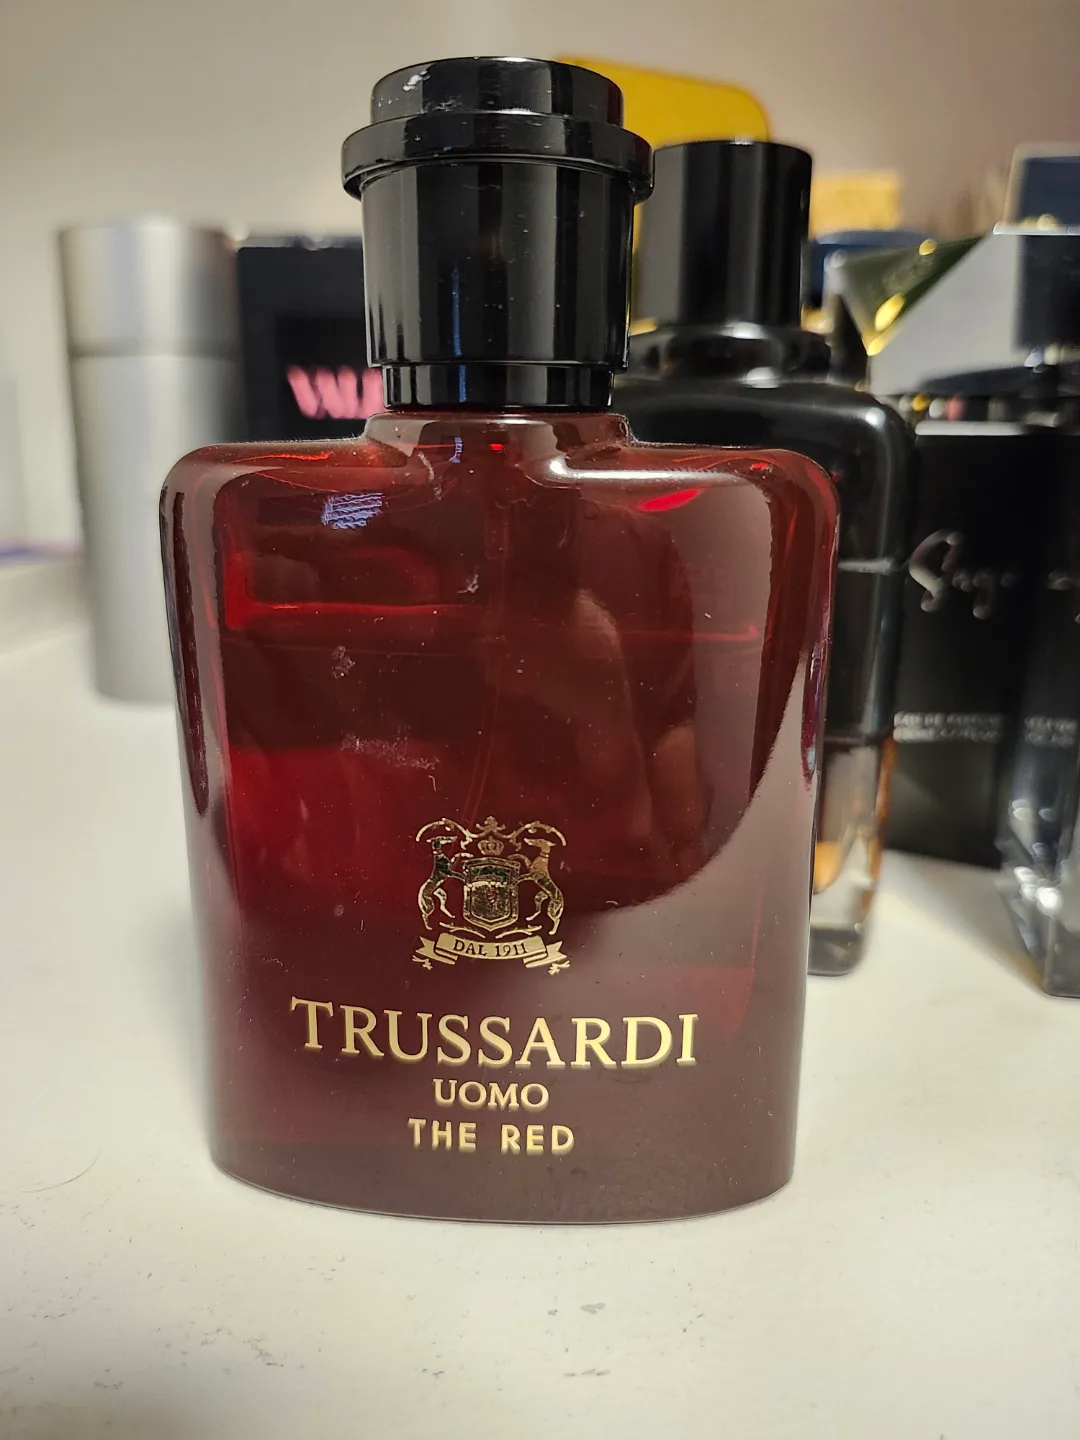 DAL 1911
TRUSSARDI
UOMO
THE RED